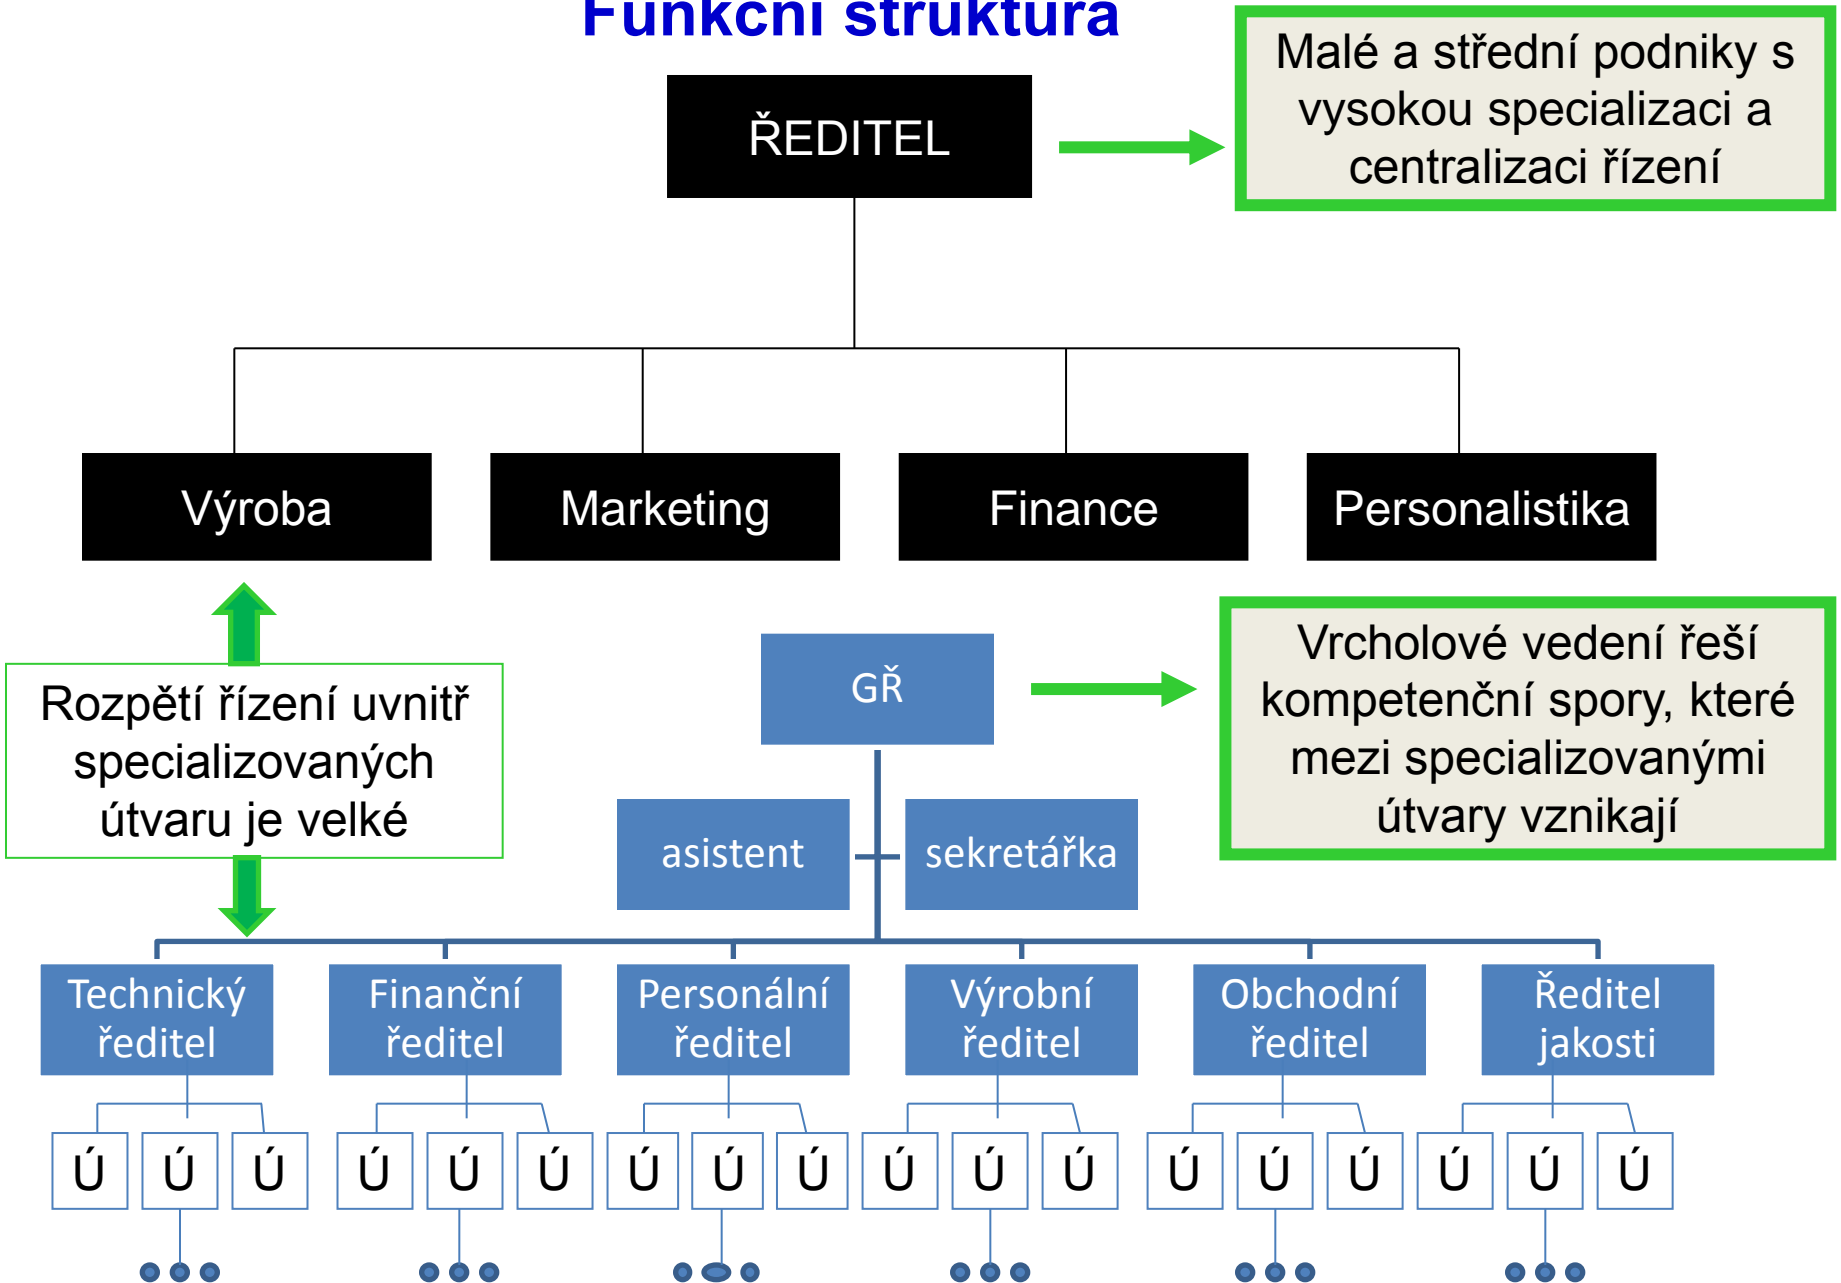 Funkční struktura
Malé a střední podniky s
vysokou specializaci a
centralizaci řízení
ŘEDITEL
Výroba
Marketing
Finance
Personalistika
Rozpětí řízení uvnitř
specializovaných
útvaru je velké
GŘ
Vrcholové vedení řeší
kompetenční spory, které
mezi specializovanými
útvary vznikají
asistent
sekretářka
Technický
ředitel
Finanční
ředitel
Personální
ředitel
Výrobní
ředitel
Obchodní
ředitel
Ředitel
jakosti
Ú Ú Ú Ú Ú Ú Ú Ú Ú Ú Ú Ú Ú Ú Ú Ú Ú Ú